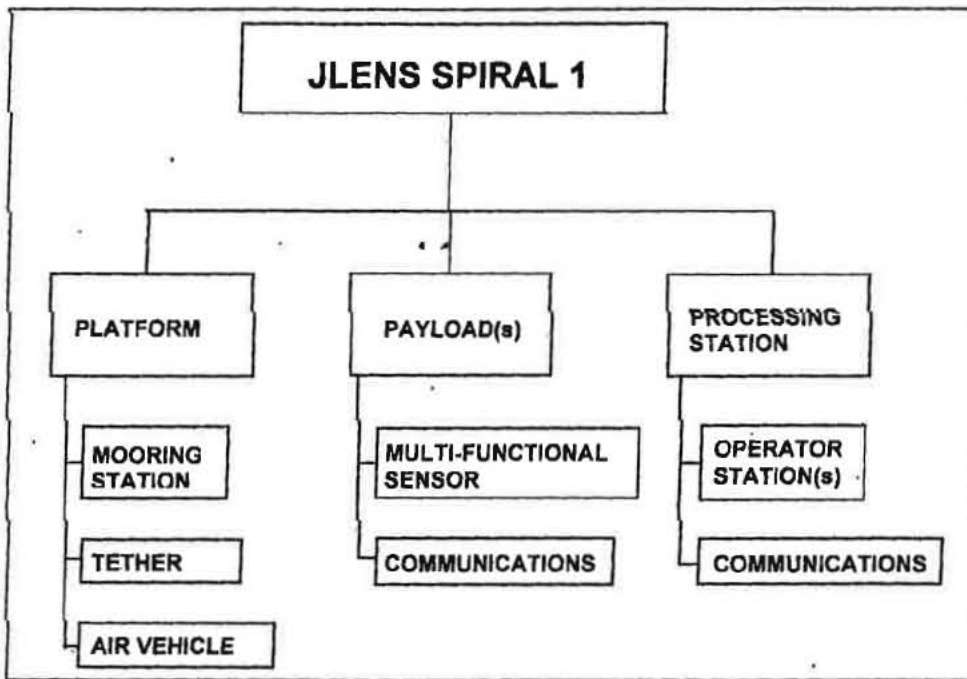 JLENS SPIRAL 1
PLATFORM
PAYLOAD(s)
PROCESSING
STATION
MOORING
STATION
MULTI-FUNCTIONAL
SENSOR
OPERATOR
STATION(s)
TETHER
COMMUNICATIONS
COMMUNICATIONS
AIR VEHICLE